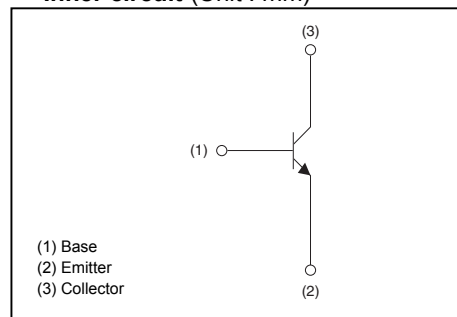 Inner circuit (Unit : mm)
(3)
(1)
(1) Base
(2) Emitter
(3) Collector
(2)